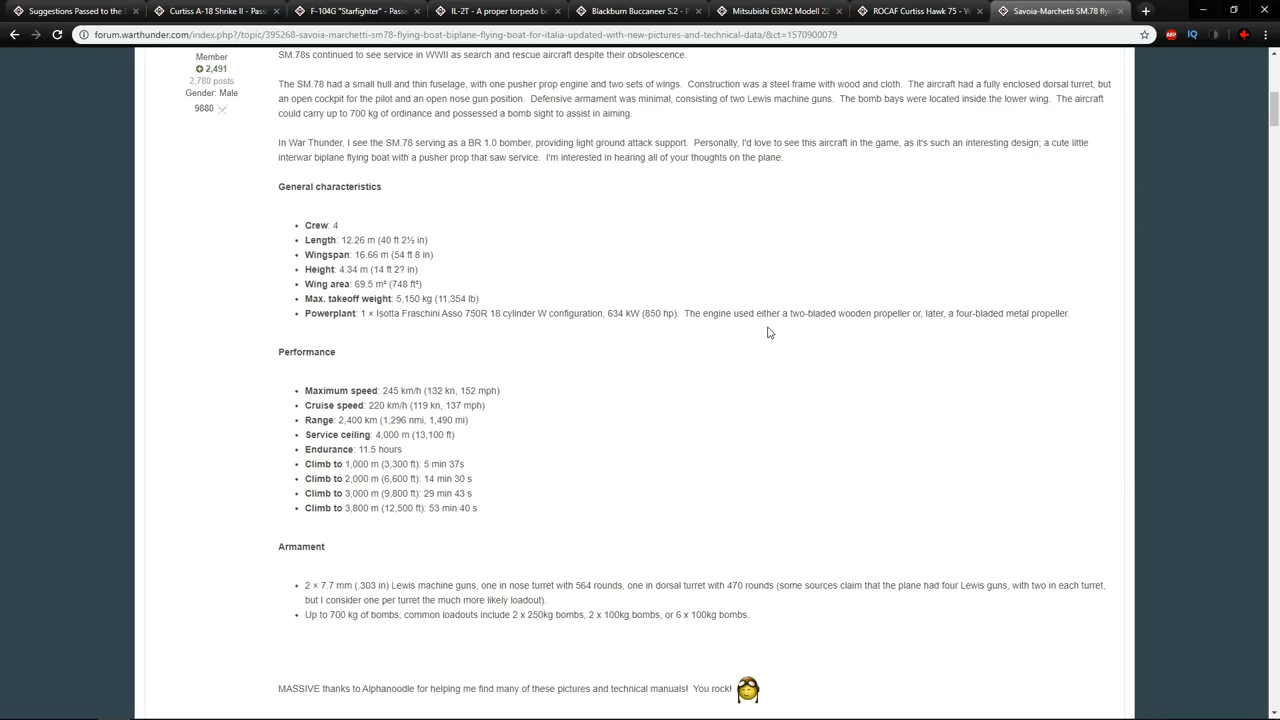 Suggestions to War Thunder
Curtiss A-18 Shrike II - Pass
F-104G "Starfighter" - Passe
IL-2T - Torpedo b
Blackburn Buccaneer S.2 - P
Mitsubishi G3M2 Model 22
ROCAF Curtiss Hawk 75 - W
Savoia-Marchetti SM.78 fly
forum.warthunder.com/index.php?/topic/395268-savoia-marchetti-sm78-flying-boat-biplane-flying-boat-for-italia-updated-with-new-pictures-and-technical-data/&ct=1570900079
ABP
IQ
Member
2,491
2,780 posts
Gender: Male
9880
SM.78s continued to see service in WWII as search and rescue aircraft despite their obsolescence.
The SM.78 had a small hull and thin fuselage, with one pusher prop engine and two sets of wings. Construction was a steel frame with wood and cloth. The aircraft had a fully enclosed dorsal turret, but
an open cockpit for the pilot and an open nose gun position. Defensive armament was minimal, consisting of two Lewis machine guns. The bomb bays were located inside the lower wing. The aircraft
could carry up to 700 kg of ordinance and possessed a bomb sight to assist in aiming.
In War Thunder, I see the SM.78 serving as a BR 1.0 bomber, providing light ground attack support. Personally, I'd love to see this aircraft in the game, as it's such an interesting design; a cute little
interwar biplane flying boat with a pusher prop that saw service. I'm interested in hearing all of your thoughts on the plane.
General characteristics
• Crew: 4
• Length: 12.26 m (40 ft 2½ in)
• Wingspan: 16.66 m (54 ft 8 in)
• Height: 4.34 m (14 ft 2? in)
• Wing area: 69.5 m² (748 ft²)
• Max. takeoff weight: 5,150 kg (11,354 lb)
• Powerplant: 1 × Isotta Fraschini Asso 750R 18 cylinder W configuration, 634 kW (850 hp). The engine used either a two-bladed wooden propeller or, later, a four-bladed metal propeller.
Performance
• Maximum speed: 245 km/h (132 kn, 152 mph)
• Cruise speed: 220 km/h (119 kn, 137 mph)
• Range: 2,400 km (1,296 nmi, 1,490 mi)
• Service ceiling: 4,000 m (13,100 ft)
• Endurance: 11.5 hours
• Climb to 1,000 m (3,300 ft): 5 min 37s
• Climb to 2,000 m (6,600 ft): 14 min 30 s
• Climb to 3,000 m (9,800 ft): 29 min 43 s
• Climb to 3,800 m (12,500 ft): 53 min 40 s
Armament
• 2 × 7.7 mm (.303 in) Lewis machine guns, one in nose turret with 564 rounds, one in dorsal turret with 470 rounds (some sources claim that the plane had four Lewis guns, with two in each turret,
but I consider one per turret the much more likely loadout).
• Up to 700 kg of bombs; common loadouts include 2 x 250kg bombs, 2 x 100kg bombs, or 6 x 100kg bombs.
MASSIVE thanks to Alphanoodle for helping me find many of these pictures and technical manuals! You rock!